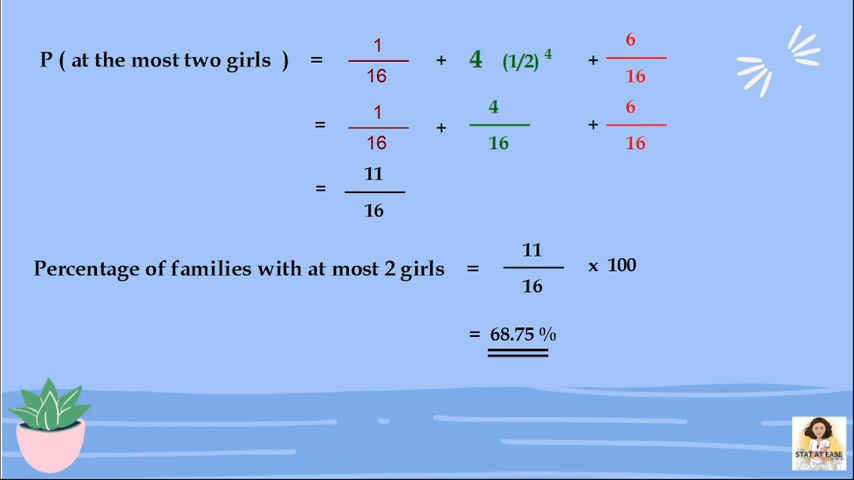 P ( at the most two girls ) = 1/16 + 4 (1/2) 4 + 6/16
= 1/16 + 4/16 + 6/16
= 11/16
Percentage of families with at most 2 girls = 11/16 x 100
= 68.75 %
STAT AT EASE